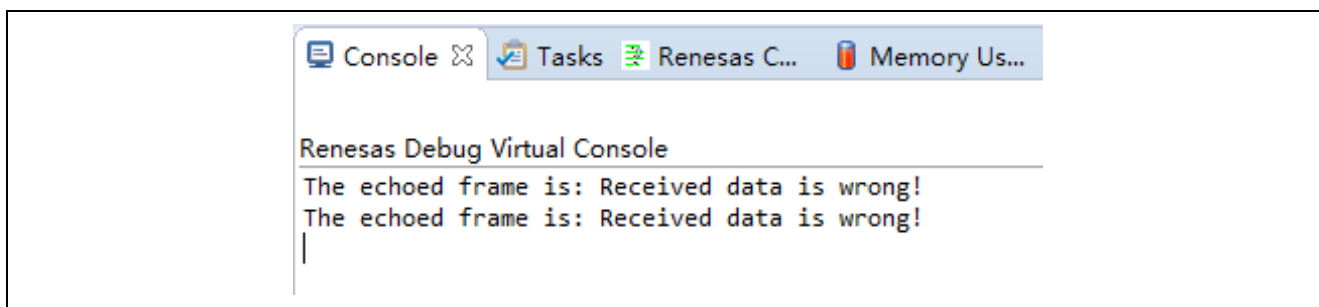 Console Tasks Renesas C... Memory Us...
Renesas Debug Virtual Console
The echoed frame is: Received data is wrong!
The echoed frame is: Received data is wrong!